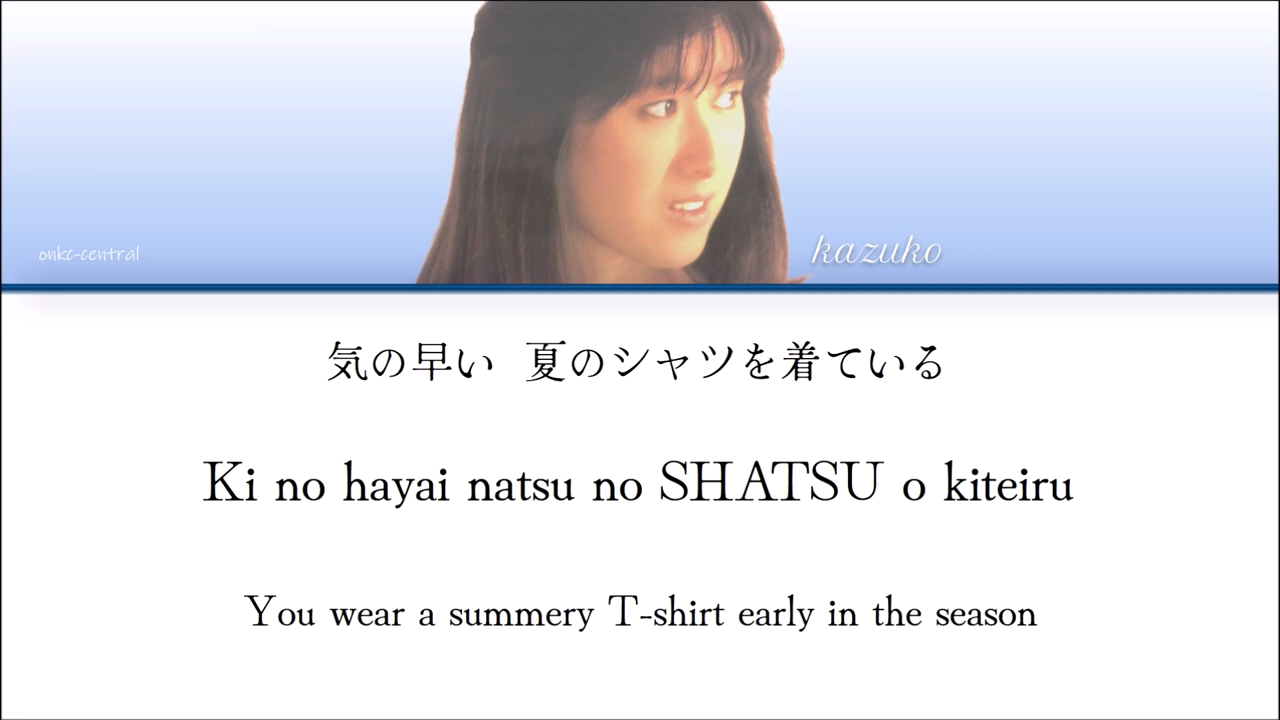 onkc-central
kazuko
気の早い 夏のシャツを着ている
Ki no hayai natsu no SHATSU o kiteiru
You wear a summery T-shirt early in the season